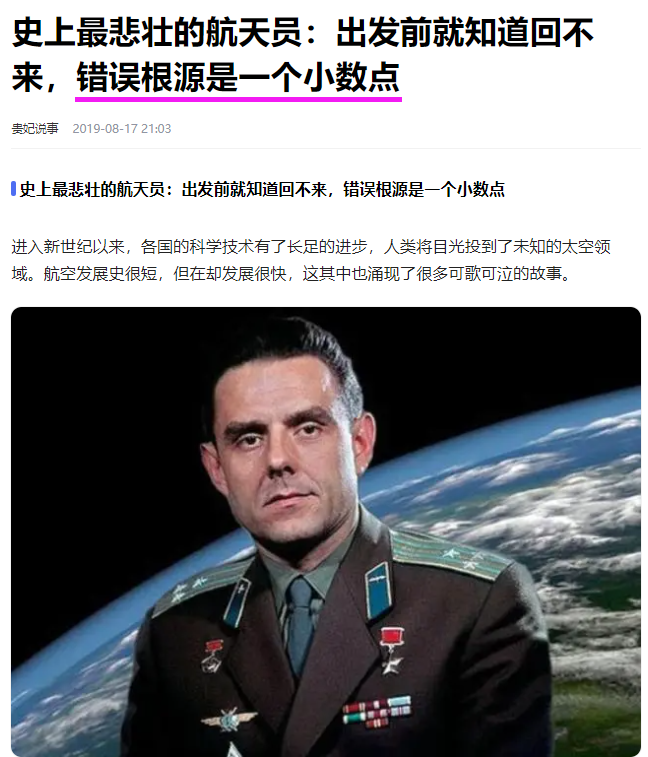 史上最悲壮的航天员：出发前就知道回不
来，错误根源是一个小数点
贵妃说事 2019-08-17 21:03
史上最悲壮的航天员：出发前就知道回不来，错误根源是一个小数点
进入新世纪以来，各国的科学技术有了长足的进步，人类将目光投到了未知的太空领
域。航空发展史很短，但在却发展很快，这其中也涌现了很多可歌可泣的故事。